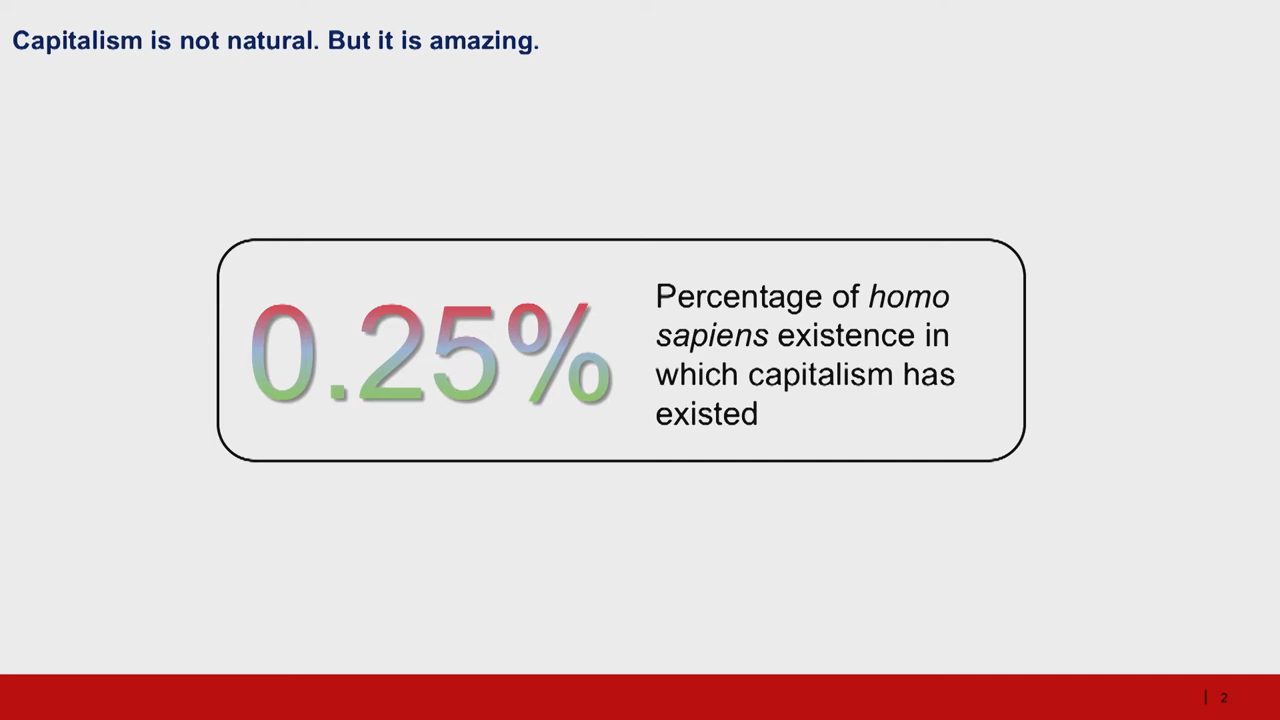 Capitalism is not natural. But it is amazing.
0.25%
Percentage of homo
sapiens existence in
which capitalism has
existed
| 2